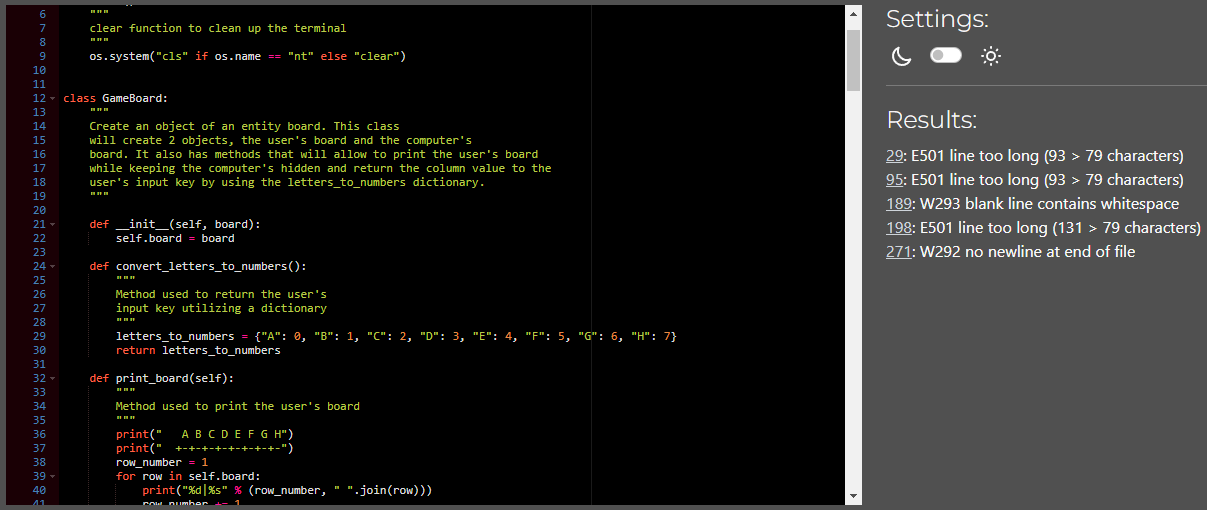 6 """
7 clear function to clean up the terminal
8 """
9 os.system("cls" if os.name == "nt" else "clear")
10
11
12 class GameBoard:
13 """
14 Create an object of an entity board. This class
15 will create 2 objects, the user's board and the computer's
16 board. It also has methods that will allow to print the user's board
17 while keeping the computer's hidden and return the column value to the
18 user's input key by using the letters_to_numbers dictionary.
19 """
20
21 def __init__(self, board):
22 self.board = board
23
24 def convert_letters_to_numbers():
25 """
26 Method used to return the user's
27 input key utilizing a dictionary
28 """
29 letters_to_numbers = {"A": 0, "B": 1, "C": 2, "D": 3, "E": 4, "F": 5, "G": 6, "H": 7}
30 return letters_to_numbers
31
32 def print_board(self):
33 """
34 Method used to print the user's board
35 """
36 print("   A B C D E F G H")
37 print("  +-+-+-+-+-+-+-+-")
38 row_number = 1
39 for row in self.board:
40 print("%d|%s" % (row_number, " ".join(row)))
41 row_number += 1
Settings:
Results:
29: E501 line too long (93 > 79 characters)
95: E501 line too long (93 > 79 characters)
189: W293 blank line contains whitespace
198: E501 line too long (131 > 79 characters)
271: W292 no newline at end of file